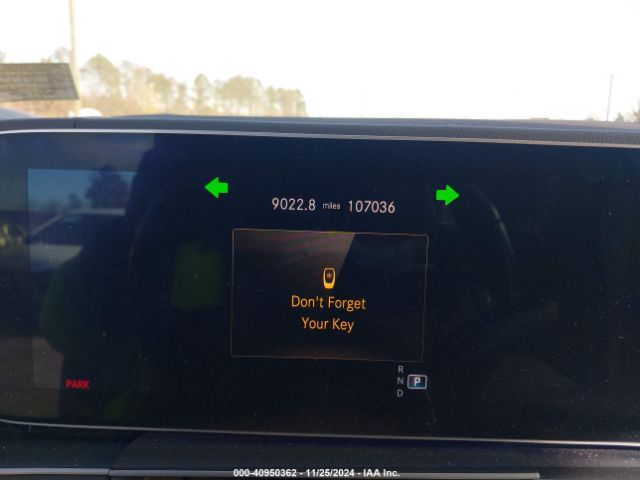 9022.8 miles 107036
Don't Forget
Your Key
PARK
R
N P
D
000-40950362 - 11/25/2024 - IAA Inc.